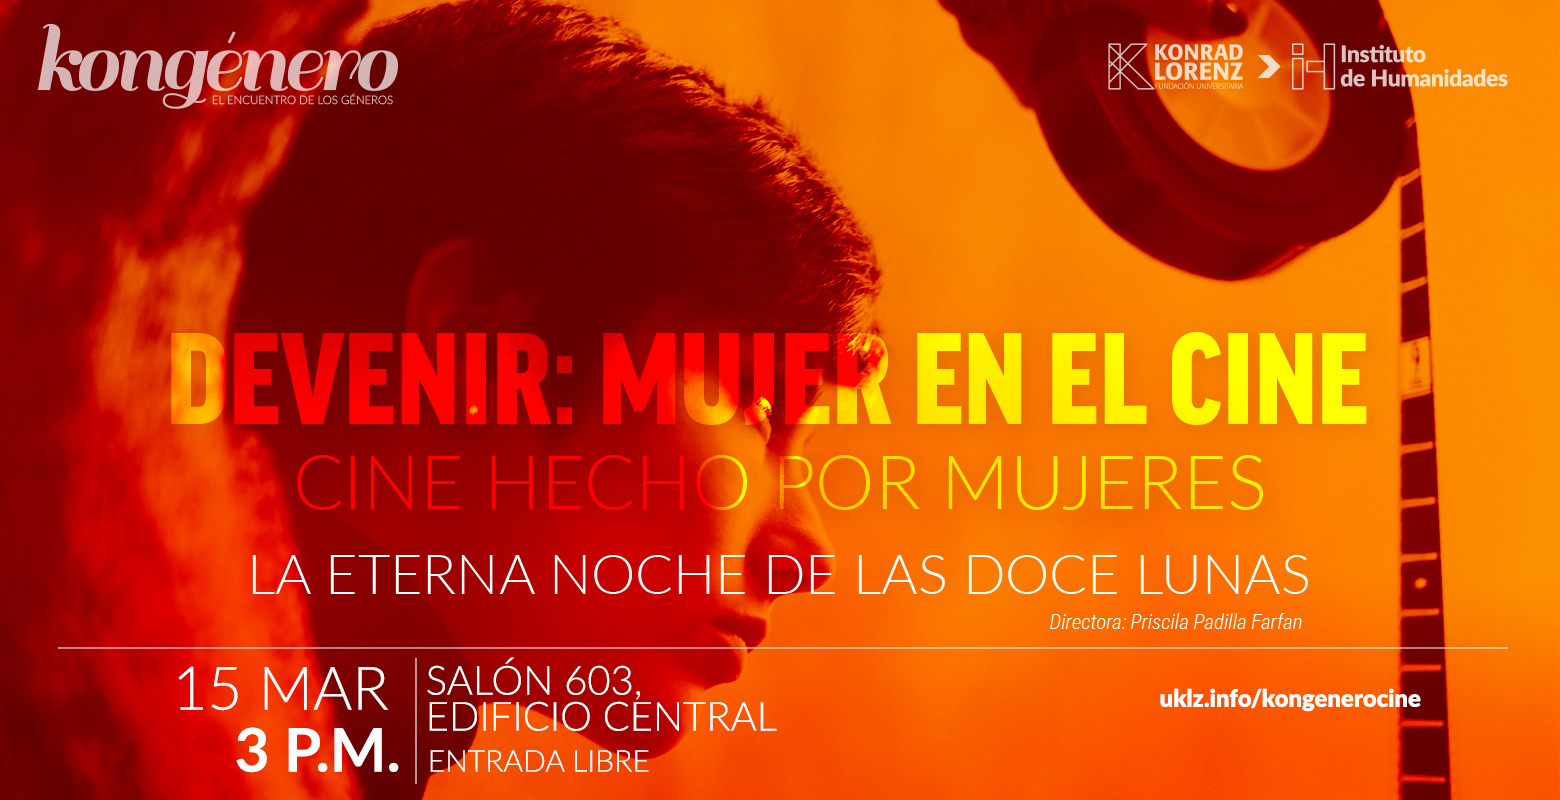 kongénero
EL ENCUENTRO DE LOS GÉNEROS
KONRAD
LORENZ
FUNDACIÓN UNIVERSITARIA
Instituto
de Humanidades
DEVENIR: MUJER EN EL CINE
CINE HECHO POR MUJERES
LA ETERNA NOCHE DE LAS DOCE LUNAS
Directora: Priscila Padilla Farfan
15 MAR
3 P.M.
SALÓN 603,
EDIFICIO CENTRAL
ENTRADA LIBRE
uklz.info/kongenerocine